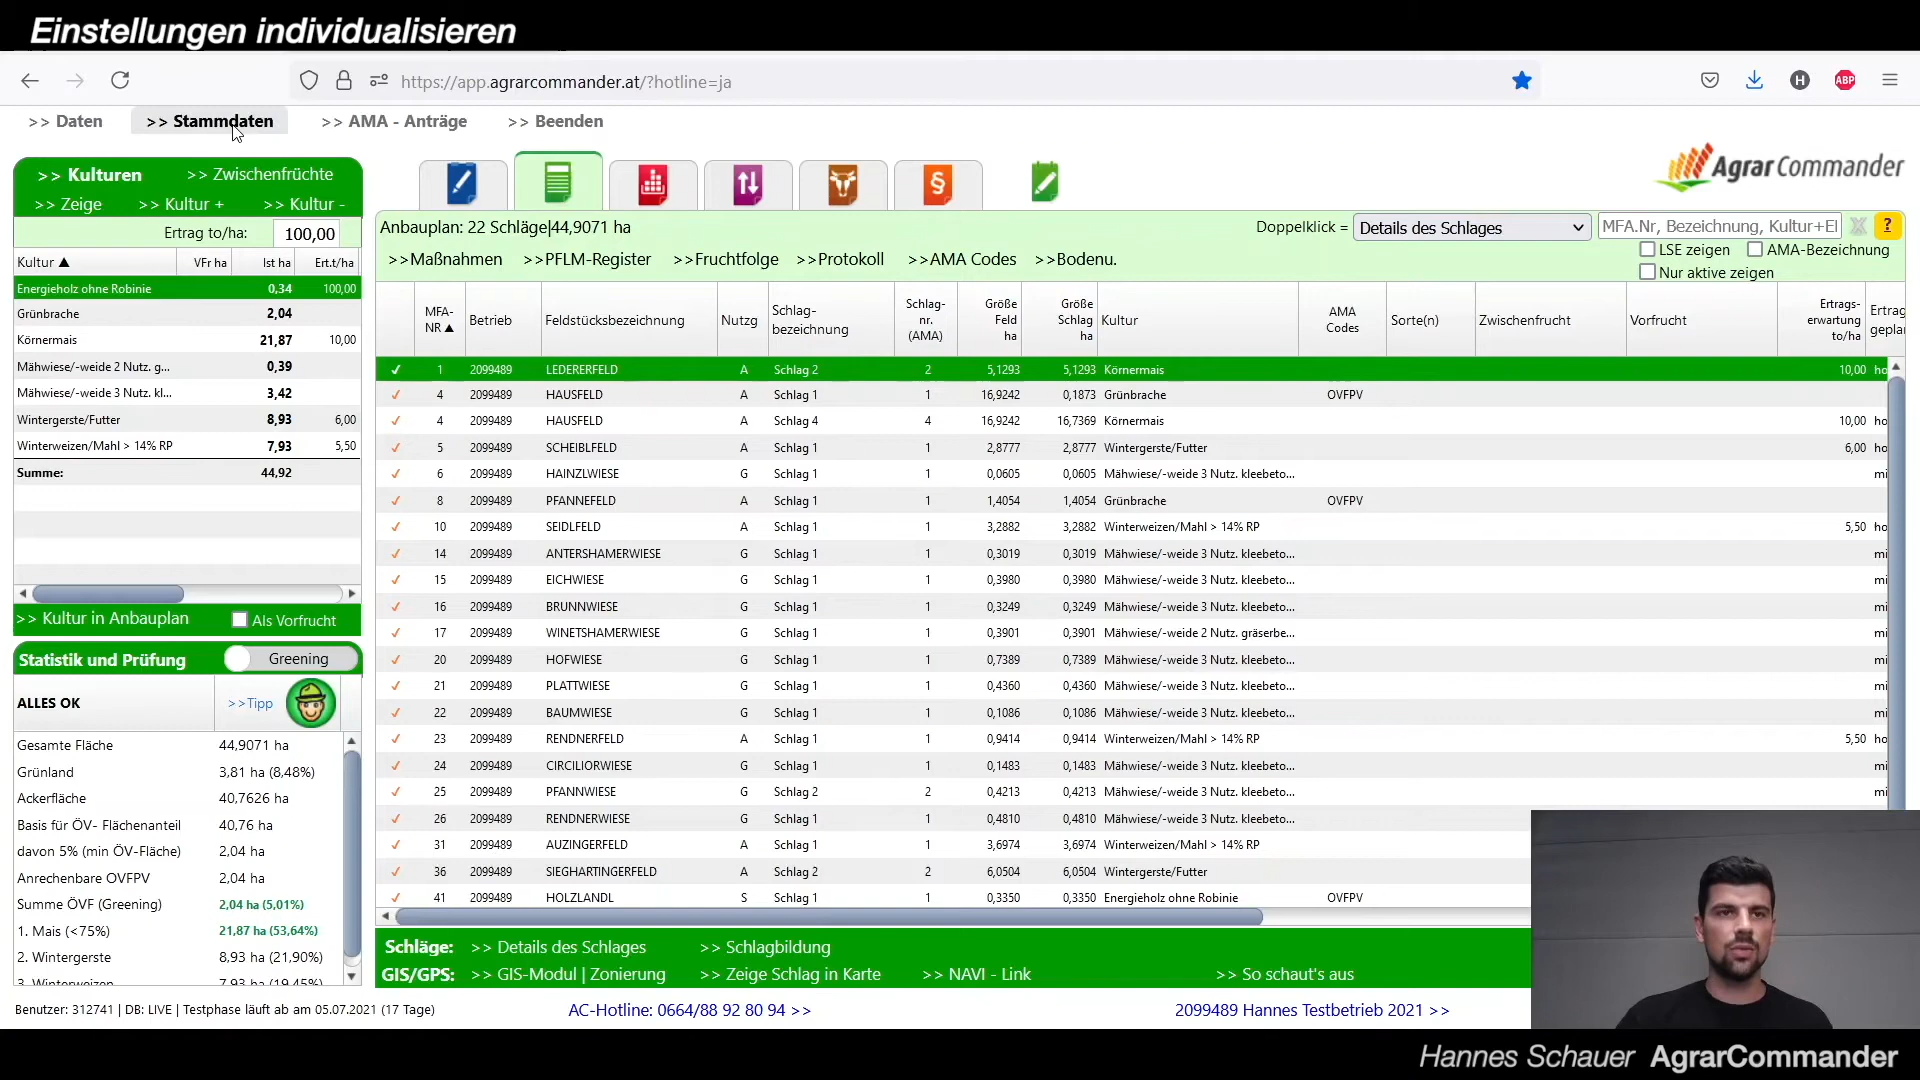 Einstellungen individualisieren
https://app.agrarcommander.at/?hotline=ja
H
ABP
>> Daten >> Stammdaten >> AMA - Anträge >> Beenden
>> Kulturen >> Zwischenfrüchte
>> Zeige >> Kultur + >> Kultur -
Ertrag to/ha: 100,00
Kultur ▲ VFr ha Ist ha Ert.t/ha
Energieholz ohne Robinie 0,34 100,00
Grünbrache 2,04
Körnermais 21,87 10,00
Mähwiese/-weide 2 Nutz. g... 0,39
Mähwiese/-weide 3 Nutz. kl... 3,42
Wintergerste/Futter 8,93 6,00
Winterweizen/Mahl > 14% RP 7,93 5,50
Summe: 44,92
>> Kultur in Anbauplan Als Vorfrucht
Statistik und Prüfung Greening
ALLES OK >>Tipp
Gesamte Fläche 44,9071 ha
Grünland 3,81 ha (8,48%)
Ackerfläche 40,7626 ha
Basis für ÖV- Flächenanteil 40,76 ha
davon 5% (min ÖV-Fläche) 2,04 ha
Anrechenbare OVFPV 2,04 ha
Summe ÖVF (Greening) 2,04 ha (5,01%)
1. Mais (<75%) 21,87 ha (53,64%)
2. Wintergerste 8,93 ha (21,90%)
3. Winterweizen 7,93 ha (19,45%)
§
AgrarCommander
Anbauplan: 22 Schläge|44,9071 ha Doppelklick = Details des Schlages MFA.Nr, Bezeichnung, Kultur+El X ?
>>Maßnahmen >>PFLM-Register >>Fruchtfolge >>Protokoll >>AMA Codes >>Bodenu.
LSE zeigen AMA-Bezeichnung
Nur aktive zeigen
MFA-NR ▲ Betrieb Feldstücksbezeichnung Nutzg Schlag-bezeichnung Schlag-nr. (AMA) Größe Feld ha Größe Schlag ha Kultur AMA Codes Sorte(n) Zwischenfrucht Vorfrucht Ertrags-erwartung to/ha Ertrag gepla
1 2099489 LEDERERFELD A Schlag 2 2 5,1293 5,1293 Körnermais 10,00 ho
4 2099489 HAUSFELD A Schlag 1 1 16,9242 0,1873 Grünbrache OVFPV
4 2099489 HAUSFELD A Schlag 4 4 16,9242 16,7369 Körnermais 10,00 ho
5 2099489 SCHEIBLFELD A Schlag 1 1 2,8777 2,8777 Wintergerste/Futter 6,00 ho
6 2099489 HAINZLWIESE G Schlag 1 1 0,0605 0,0605 Mähwiese/-weide 3 Nutz. kleebeto... mi
8 2099489 PFANNEFELD A Schlag 1 1 1,4054 1,4054 Grünbrache OVFPV
10 2099489 SEIDLFELD A Schlag 1 1 3,2882 3,2882 Winterweizen/Mahl > 14% RP 5,50 ho
14 2099489 ANTERSHAMERWIESE G Schlag 1 1 0,3019 0,3019 Mähwiese/-weide 3 Nutz. kleebeto... mi
15 2099489 EICHWIESE G Schlag 1 1 0,3980 0,3980 Mähwiese/-weide 3 Nutz. kleebeto... mi
16 2099489 BRUNNWIESE G Schlag 1 1 0,3249 0,3249 Mähwiese/-weide 3 Nutz. kleebeto... mi
17 2099489 WINETSHAMERWIESE G Schlag 1 1 0,3901 0,3901 Mähwiese/-weide 2 Nutz. gräserbe... mi
20 2099489 HOFWIESE G Schlag 1 1 0,7389 0,7389 Mähwiese/-weide 3 Nutz. kleebeto... mi
21 2099489 PLATTWIESE G Schlag 1 1 0,4360 0,4360 Mähwiese/-weide 3 Nutz. kleebeto... mi
22 2099489 BAUMWIESE G Schlag 1 1 0,1086 0,1086 Mähwiese/-weide 3 Nutz. kleebeto... mi
23 2099489 RENDNERFELD A Schlag 1 1 0,9414 0,9414 Winterweizen/Mahl > 14% RP 5,50 ho
24 2099489 CIRCILIORWIESE G Schlag 1 1 0,1483 0,1483 Mähwiese/-weide 3 Nutz. kleebeto... mi
25 2099489 PFANNWIESE G Schlag 2 2 0,4213 0,4213 Mähwiese/-weide 3 Nutz. kleebeto... mi
26 2099489 RENDNERWIESE G Schlag 1 1 0,4810 0,4810 Mähwiese/-weide 3 Nutz. kleebeto...
31 2099489 AUZINGERFELD A Schlag 1 1 3,6974 3,6974 Winterweizen/Mahl > 14% RP
36 2099489 SIEGHARTINGERFELD A Schlag 2 2 6,0504 6,0504 Wintergerste/Futter
41 2099489 HOLZLANDL S Schlag 1 1 0,3350 0,3350 Energieholz ohne Robinie OVFPV
Schläge: >> Details des Schlages >> Schlagbildung
GIS/GPS: >> GIS-Modul | Zonierung >> Zeige Schlag in Karte >> NAVI - Link >> So schaut's aus
Benutzer: 312741 | DB: LIVE | Testphase läuft ab am 05.07.2021 (17 Tage) AC-Hotline: 0664/88 92 80 94 >> 2099489 Hannes Testbetrieb 2021 >>
Hannes Schauer AgrarCommander